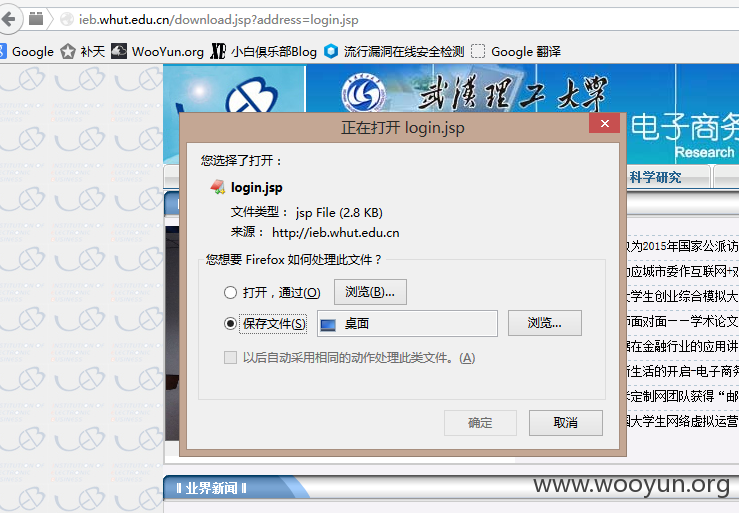 ieb.whut.edu.cn/download.jsp?address=login.jsp
Google 补天 WooYun.org 小白俱乐部Blog 流行漏洞在线安全检测 Google 翻译
武汉理工大学
电子商务
Research
正在打开 login.jsp
科学研究
您选择了打开：
login.jsp
文件类型： jsp File (2.8 KB)
来源： http://ieb.whut.edu.cn
您想要 Firefox 如何处理此文件？
打开，通过(O) 浏览(B)...
保存文件(S) 桌面 浏览...
以后自动采用相同的动作处理此类文件。(A)
确定 取消
为2015年国家公派访
应城市委作互联网+
大学生创业综合模拟大
面对面——学术论文
在金融行业的应用讲
生活的开启-电子商务
定制网团队获得“邮
国大学生网络虚拟运营
业界新闻
www.wooyun.org